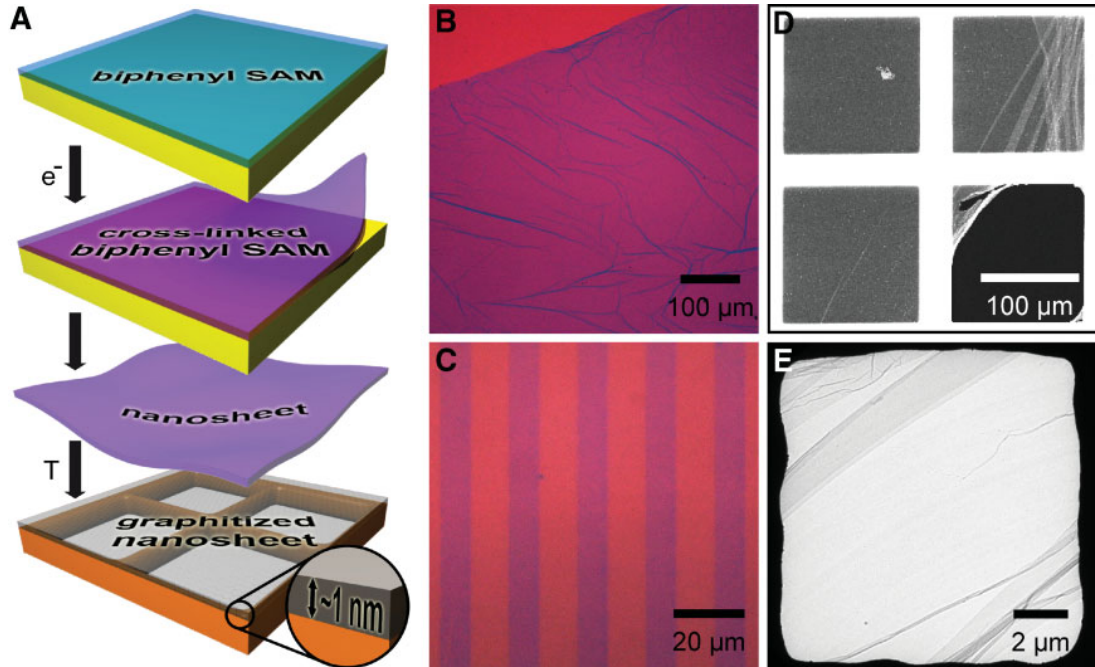 A
biphenyl SAM
e-
cross-linked
biphenyl SAM
nanosheet
T
graphitized
nanosheet
~1 nm
B
100 μm
C
20 μm
D
100 μm
E
2 μm